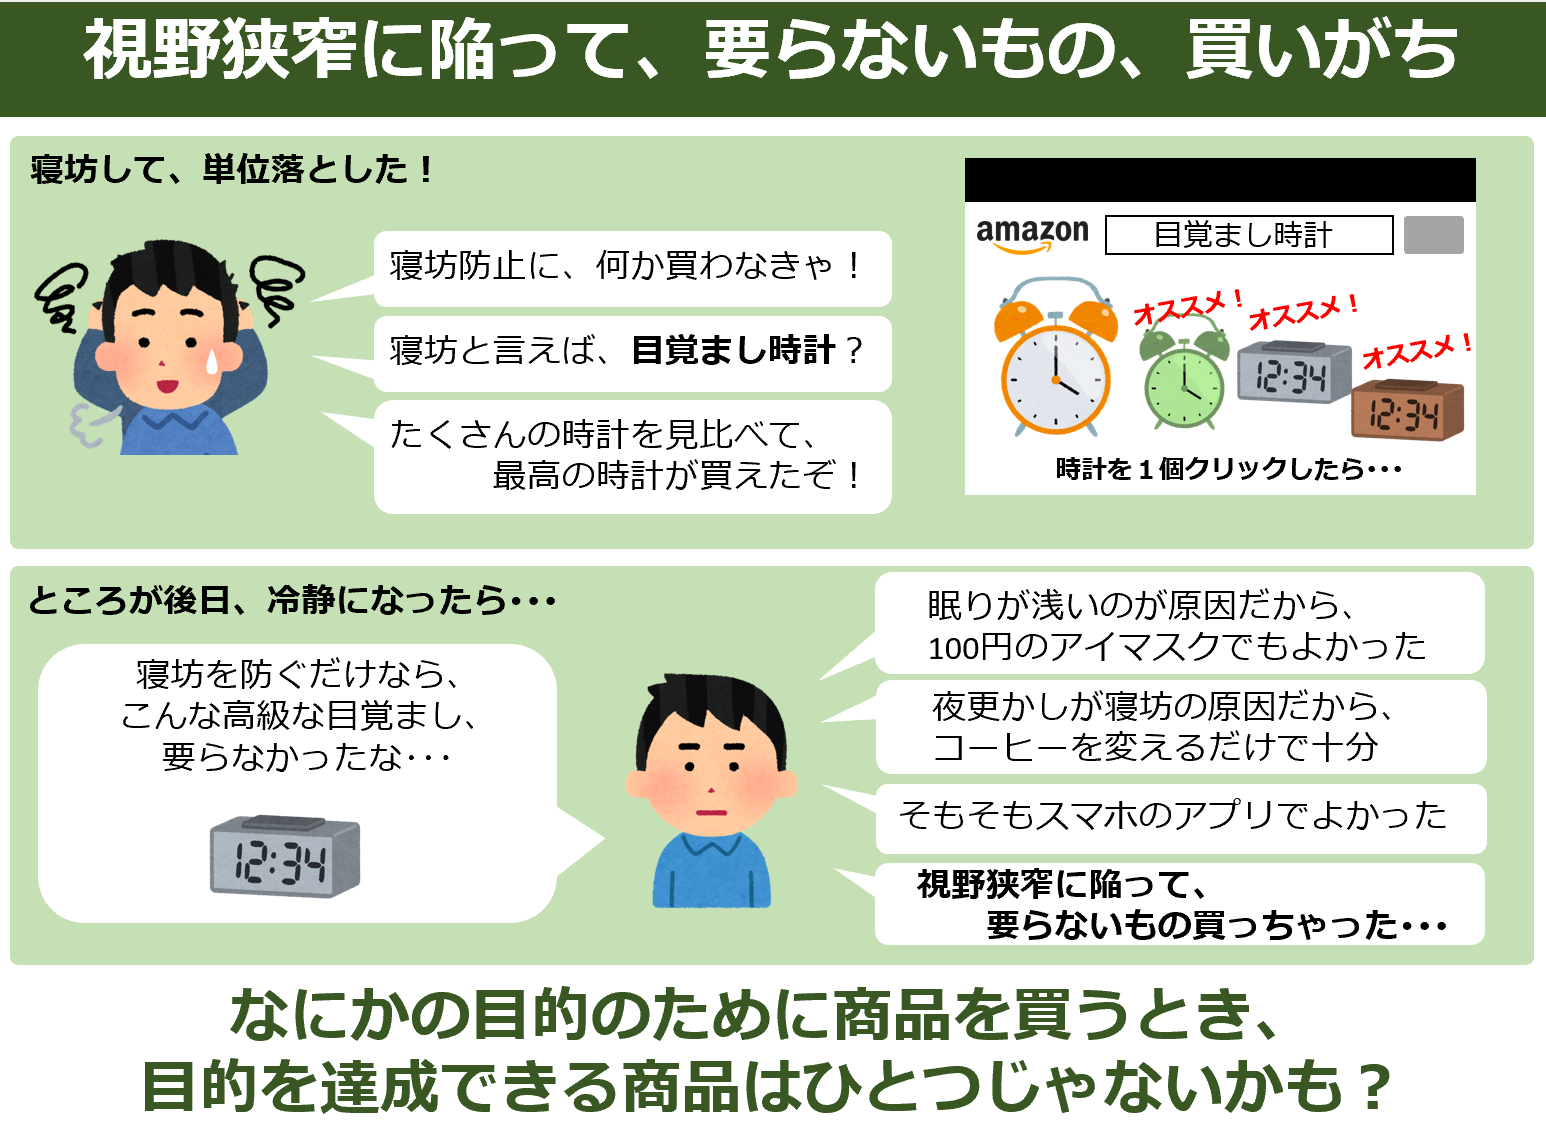 視野狭窄に陥って、要らないもの、買いがち
寝坊して、単位落とした！
寝坊防止に、何か買わなきゃ！
寝坊と言えば、目覚まし時計？
たくさんの時計を見比べて、
最高の時計が買えたぞ！
amazon
目覚まし時計
オススメ！
オススメ！
オススメ！
12:34
12:34
時計を１個クリックしたら･･･
ところが後日、冷静になったら･･･
寝坊を防ぐだけなら、
こんな高級な目覚まし、
要らなかったな･･･
12:34
眠りが浅いのが原因だから、
100円のアイマスクでもよかった
夜更かしが寝坊の原因だから、
コーヒーを変えるだけで十分
そもそもスマホのアプリでよかった
視野狭窄に陥って、
要らないもの買っちゃった･･･
なにかの目的のために商品を買うとき、
目的を達成できる商品はひとつじゃないかも？